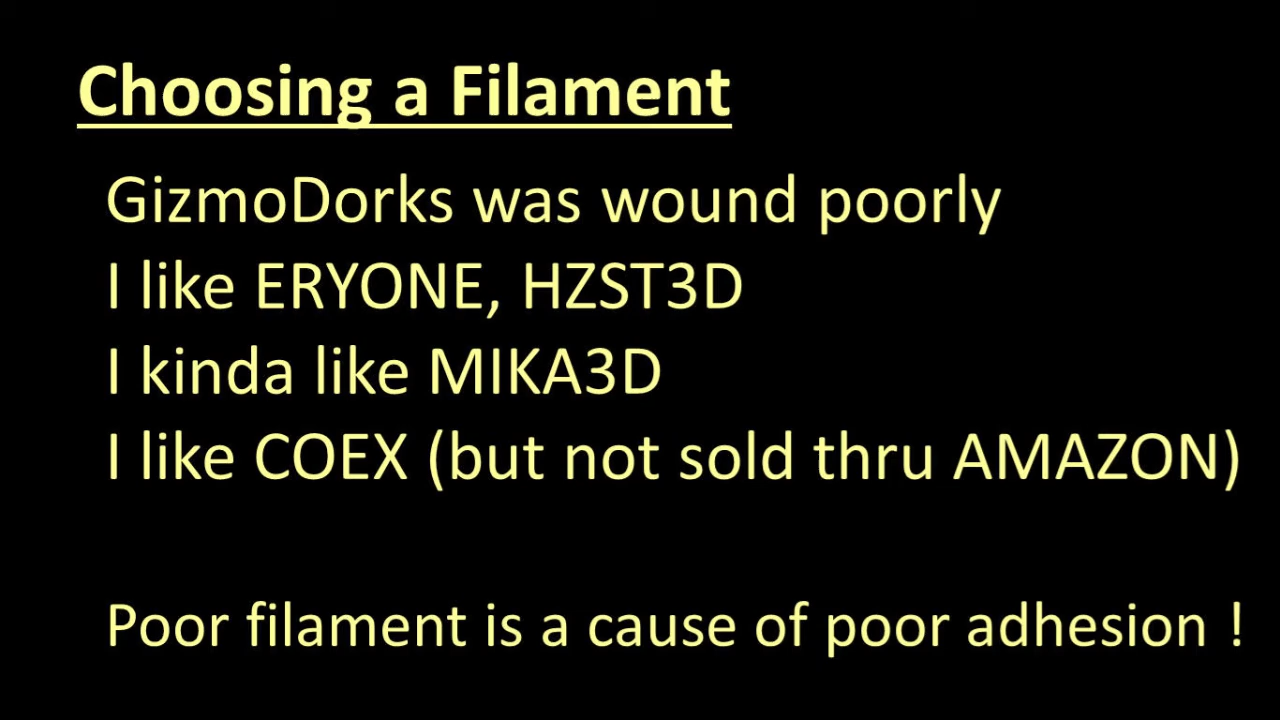 Choosing a Filament
GizmoDorks was wound poorly
I like ERYONE, HZST3D
I kinda like MIKA3D
I like COEX (but not sold thru AMAZON)
Poor filament is a cause of poor adhesion !